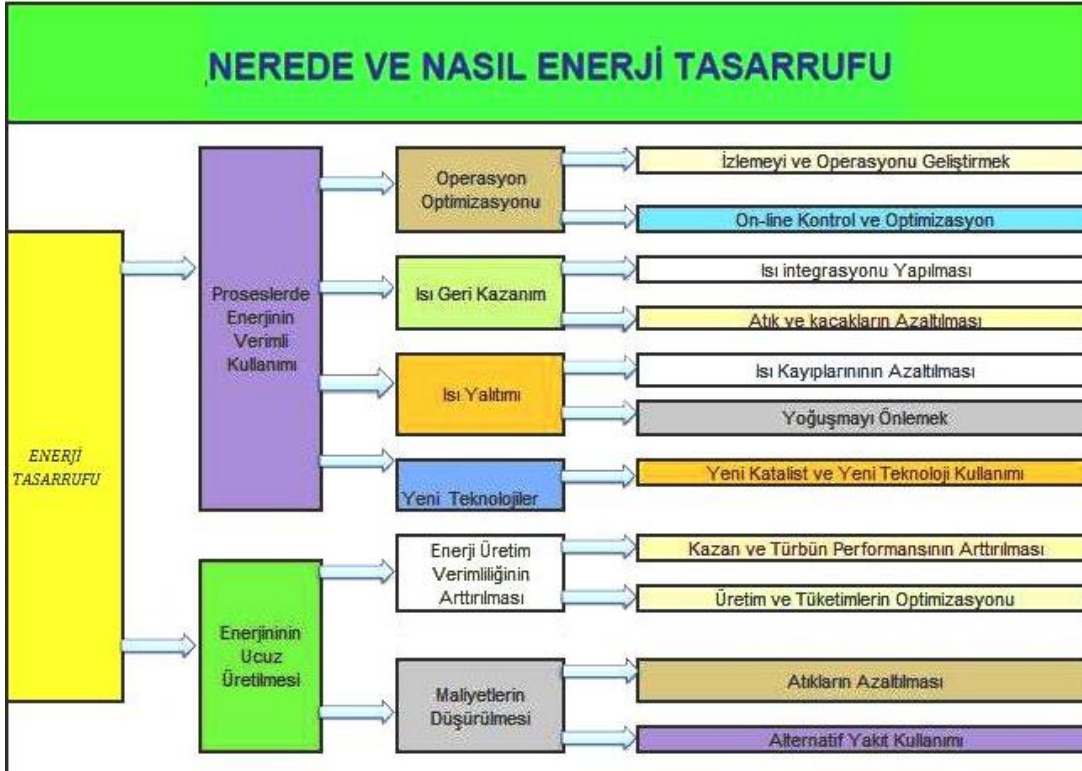 NEREDE VE NASIL ENERJİ TASARRUFU
ENERJİ
TASARRUFU
Proseslerde
Enerjinin
Verimli
Kullanımı
Operasyon
Optimizasyonu
İzlemeyi ve Operasyonu Geliştirmek
On-line Kontrol ve Optimizasyon
Isı Geri Kazanım
Isı integrasyonu Yapılması
Atık ve kacakların Azaltılması
Isı Yalıtımı
Isı Kayıplarınının Azaltılması
Yoğuşmayı Önlemek
Yeni Teknolojiler
Yeni Katalist ve Yeni Teknoloji Kullanımı
Enerjininin
Ucuz
Üretilmesi
Enerji Üretim
Verimliliğinin
Arttırılması
Kazan ve Türbün Performansının Arttırılması
Üretim ve Tüketimlerin Optimizasyonu
Maliyetlerin
Düşürülmesi
Atıkların Azaltılması
Alternatif Yakıt Kullanımı